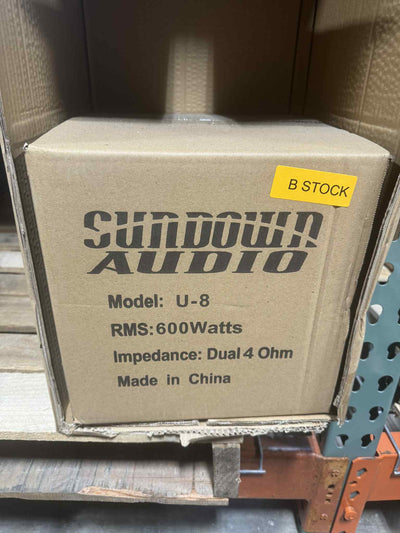 B STOCK
SUNDOWN
AUDIO
Model: U-8
RMS:600Watts
Impedance: Dual 4 Ohm
Made in China